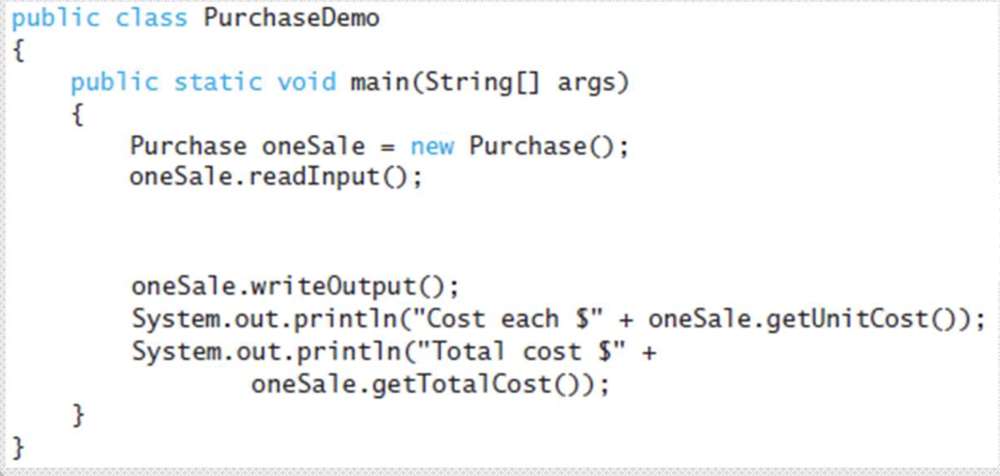 public class PurchaseDemo
{
    public static void main(String[] args)
    {
        Purchase oneSale = new Purchase();
        oneSale.readInput();
        oneSale.writeOutput();
        System.out.println("Cost each $" + oneSale.getUnitCost());
        System.out.println("Total cost $" +
                oneSale.getTotalCost());
    }
}